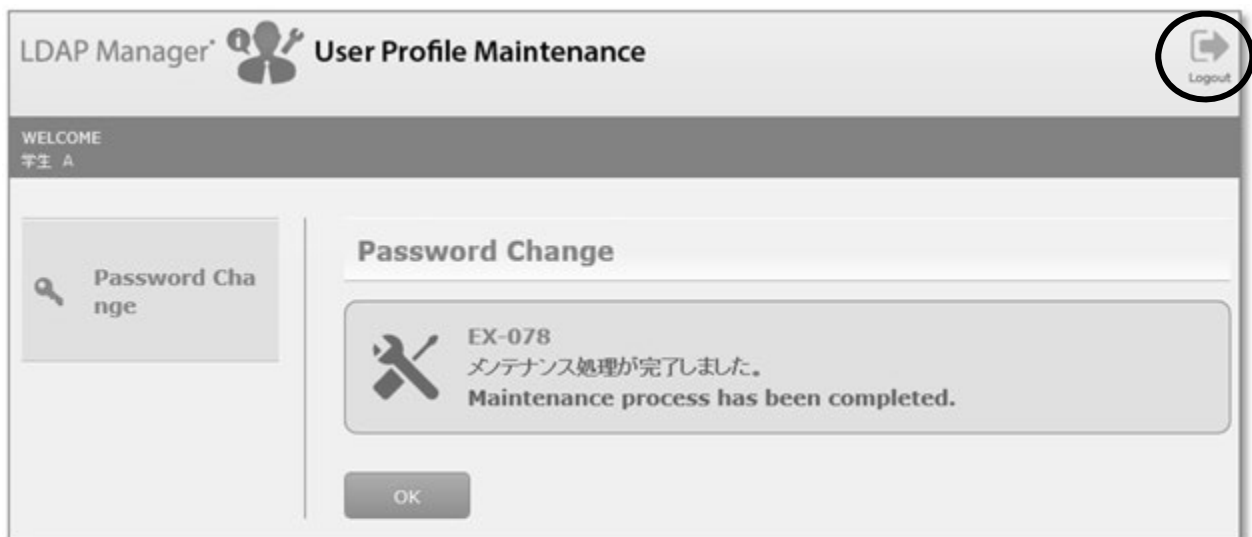 LDAP Manager User Profile Maintenance
Logout
WELCOME
学生 A
Password Cha
nge
Password Change
EX-078
メンテナンス処理が完了しました。
Maintenance process has been completed.
OK